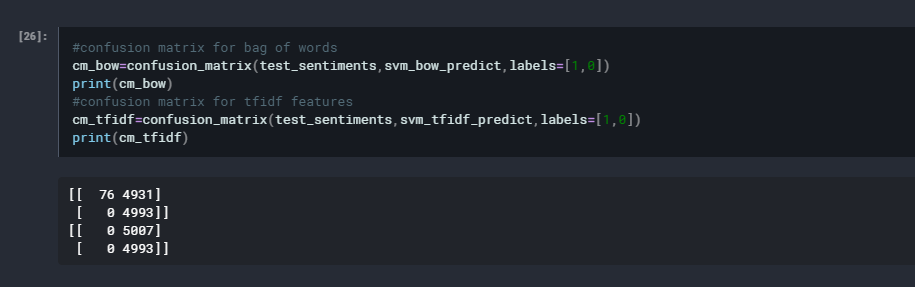 [26]:
#confusion matrix for bag of words
cm_bow=confusion_matrix(test_sentiments,svm_bow_predict,labels=[1,0])
print(cm_bow)
#confusion matrix for tfidf features
cm_tfidf=confusion_matrix(test_sentiments,svm_tfidf_predict,labels=[1,0])
print(cm_tfidf)
[[  76 4931]
 [   0 4993]]
[[   0 5007]
 [   0 4993]]